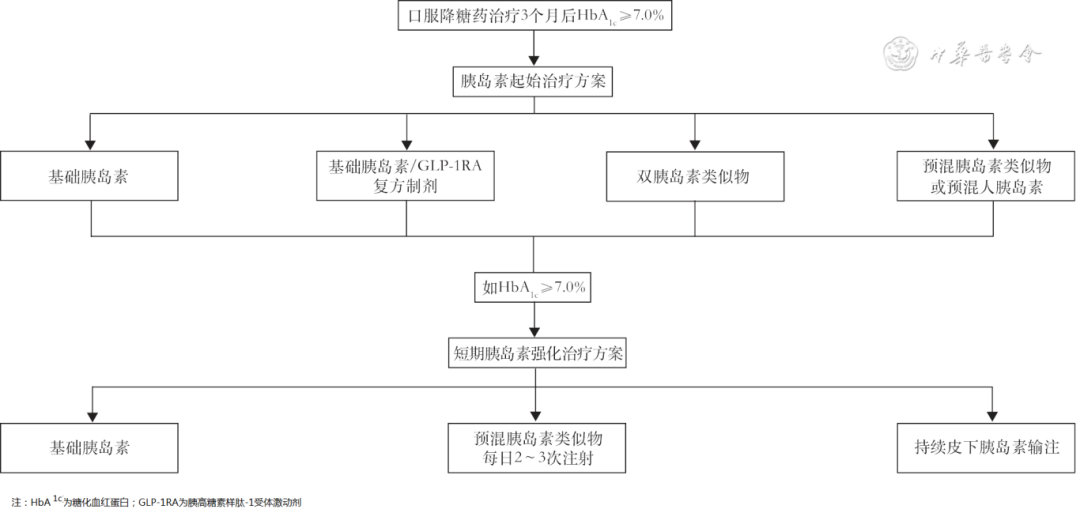 口服降糖药治疗3个月后HbA1c≥7.0%
中华医学会
胰岛素起始治疗方案
基础胰岛素
基础胰岛素/GLP-1RA
复方制剂
双胰岛素类似物
预混胰岛素类似物
或预混人胰岛素
如HbA1c≥7.0%
短期胰岛素强化治疗方案
基础胰岛素
预混胰岛素类似物
每日2~3次注射
持续皮下胰岛素输注
注：HbA 1c为糖化血红蛋白；GLP-1RA为胰高糖素样肽-1受体激动剂